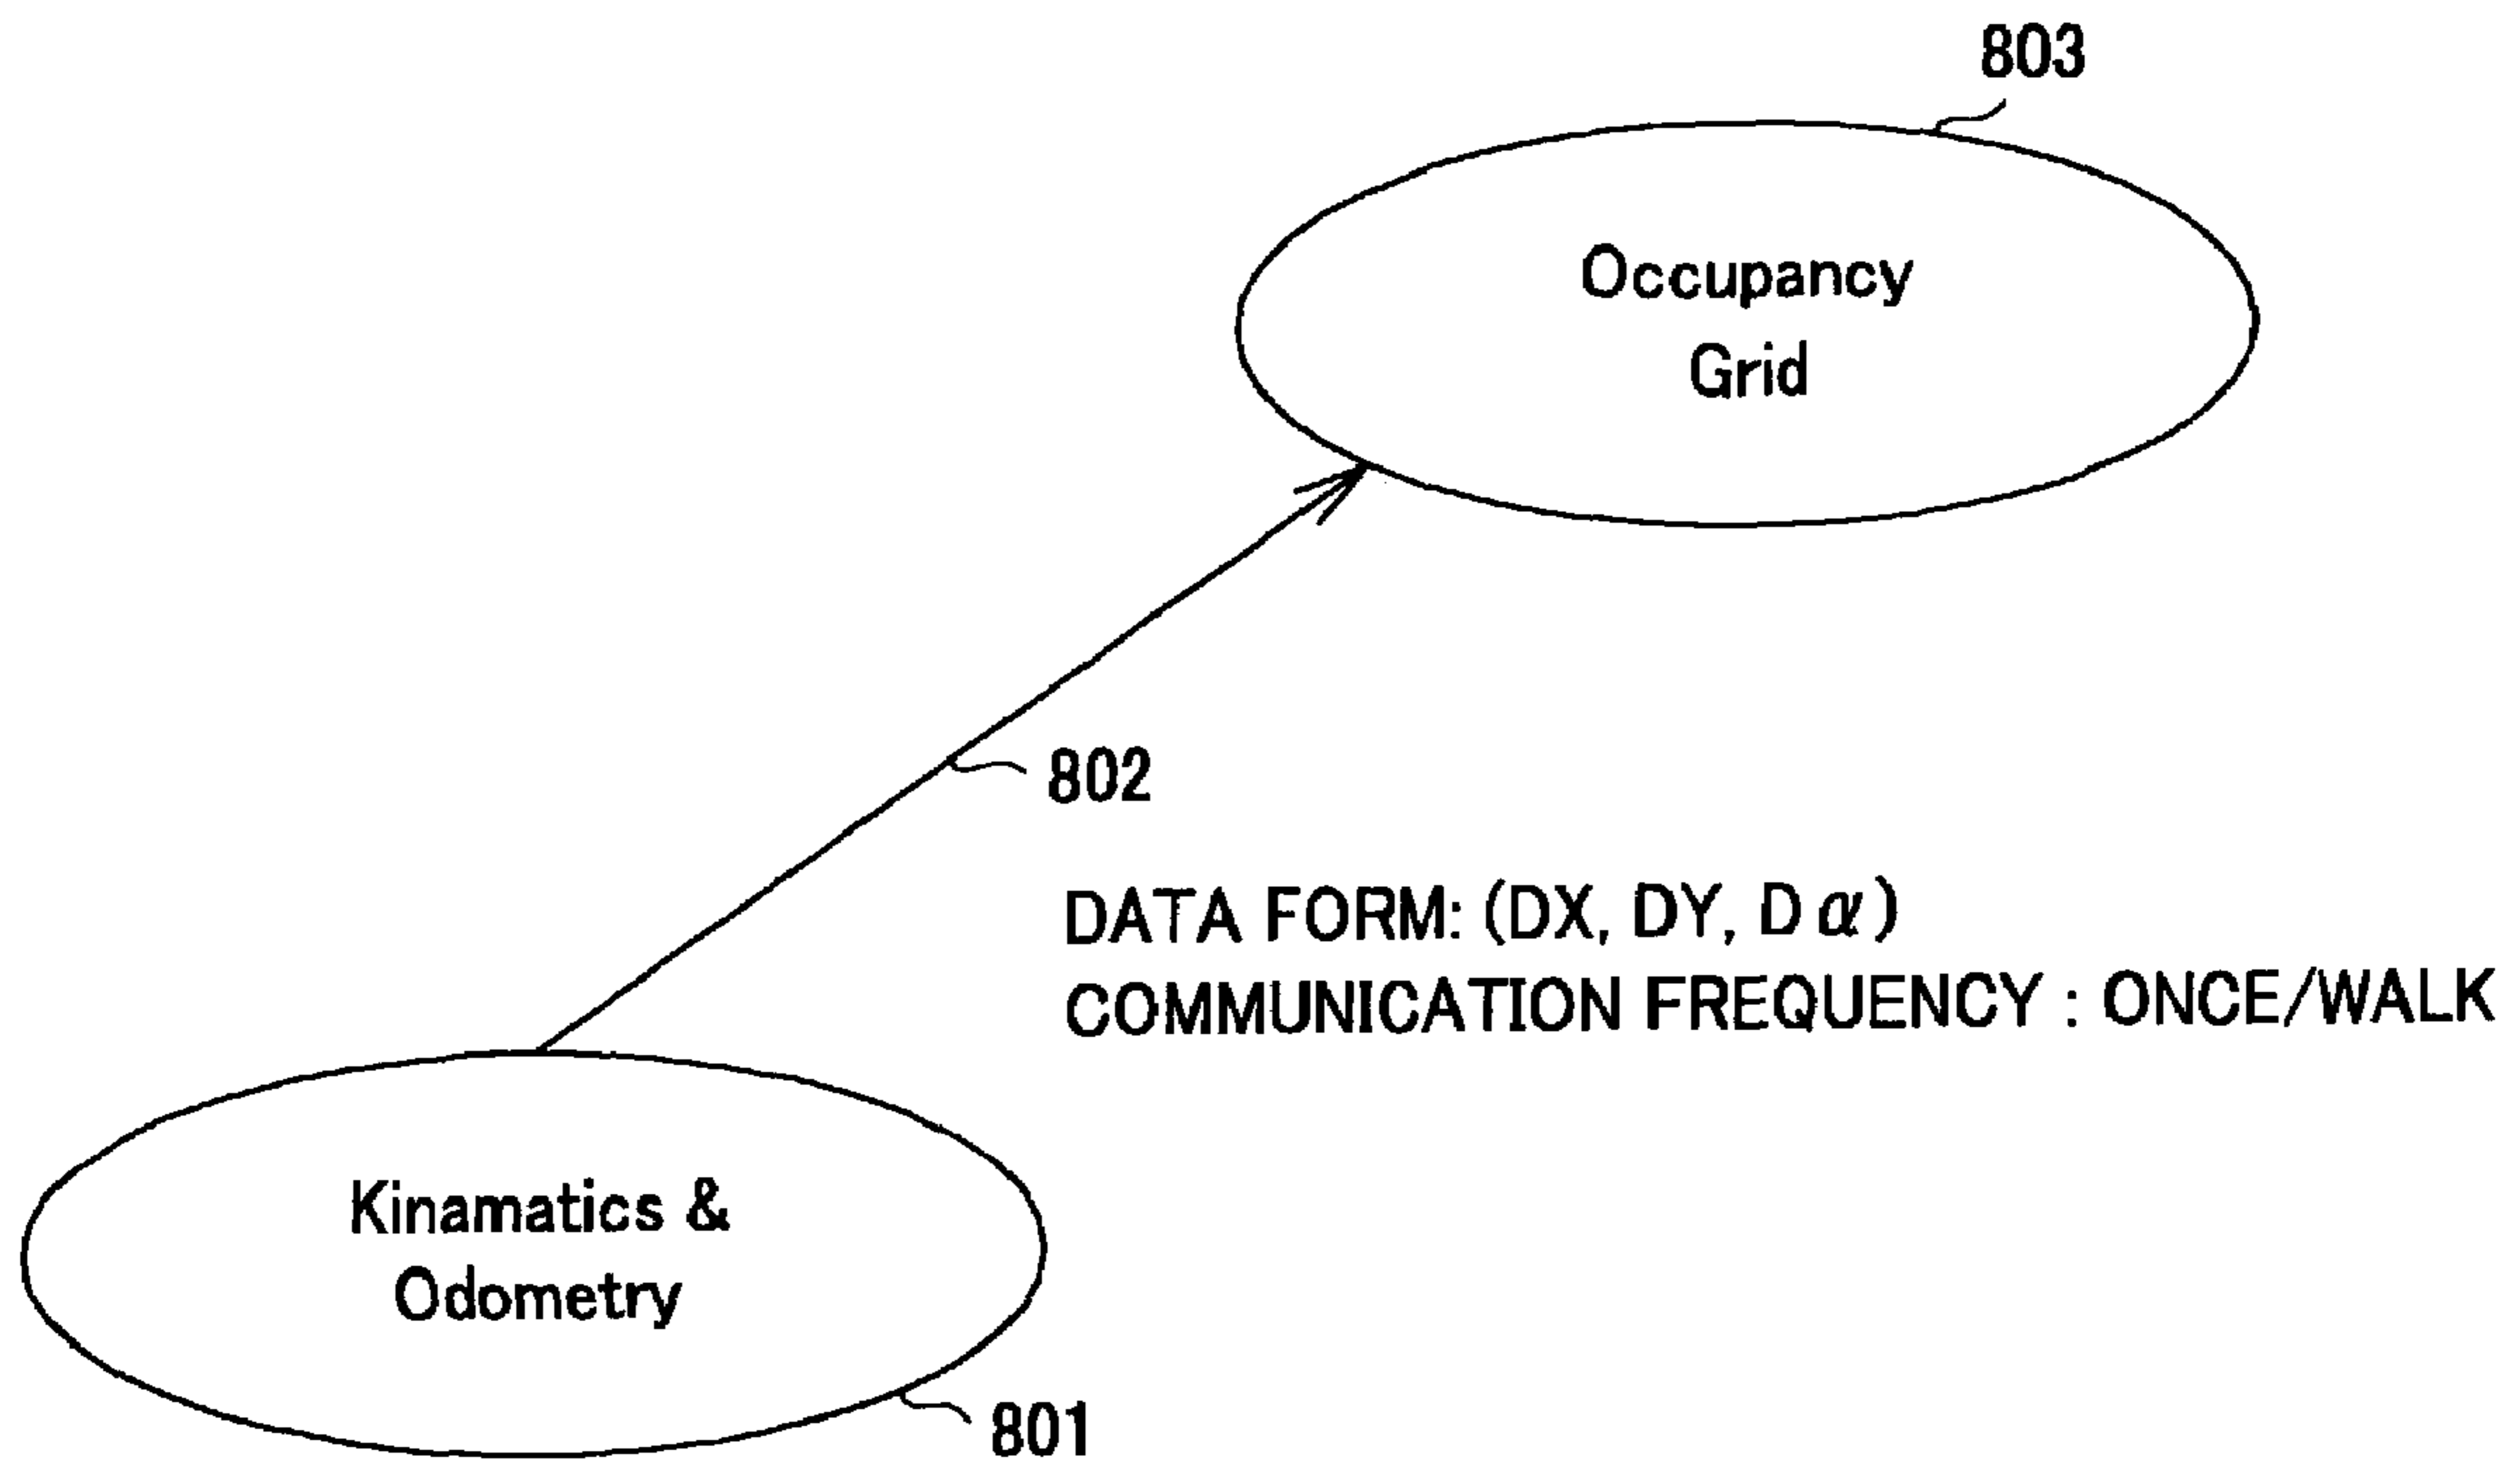 803
Occupancy
Grid
802
DATA FORM: (DX, DY, Dα)
COMMUNICATION FREQUENCY : ONCE/WALK
Kinamatics &
Odometry
801